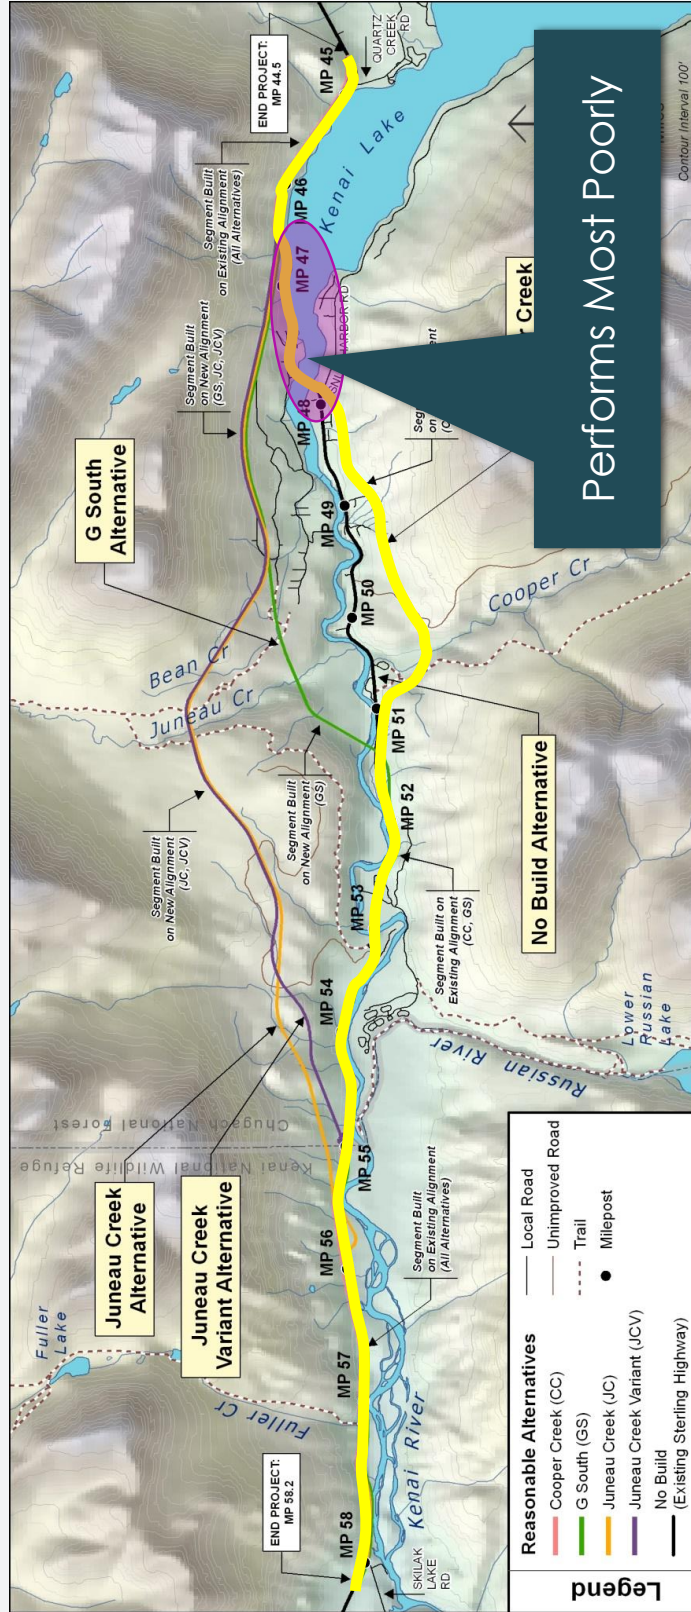 END PROJECT:
MP 44.5
MP 45
QUARTZ
CREEK
RD
MP 46
Segment Built
on Existing Alignment
(All Alternatives)
Kenai Lake
MP 47
HARBOR RD
Segment Built
on New Alignment
(GS, JC, JCV)
MP 48
G South
Alternative
MP 49
MP 50
Creek
Performs Most Poorly
Contour Interval 100'
Cooper Cr
Bean Cr
Juneau Cr
MP 51
Segment Built
on New Alignment
(GS)
MP 52
No Build Alternative
Segment Built
on New Alignment
(JC, JCV)
MP 53
Segment Built on
Existing Alignment
(CC, GS)
MP 54
Russian River
Lower
Russian
Lake
Chugach National Forest
Kenai National Wildlife Refuge
MP 55
Juneau Creek
Alternative
Juneau Creek
Variant Alternative
MP 56
Segment Built
on Existing Alignment
(All Alternatives)
Fuller
Lake
Fuller Cr
MP 57
Kenai River
END PROJECT:
MP 58.2
MP 58
SKILAK
LAKE
RD
Legend
Reasonable Alternatives
Cooper Creek (CC)
G South (GS)
Juneau Creek (JC)
Juneau Creek Variant (JCV)
No Build
(Existing Sterling Highway)
Local Road
Unimproved Road
Trail
Milepost